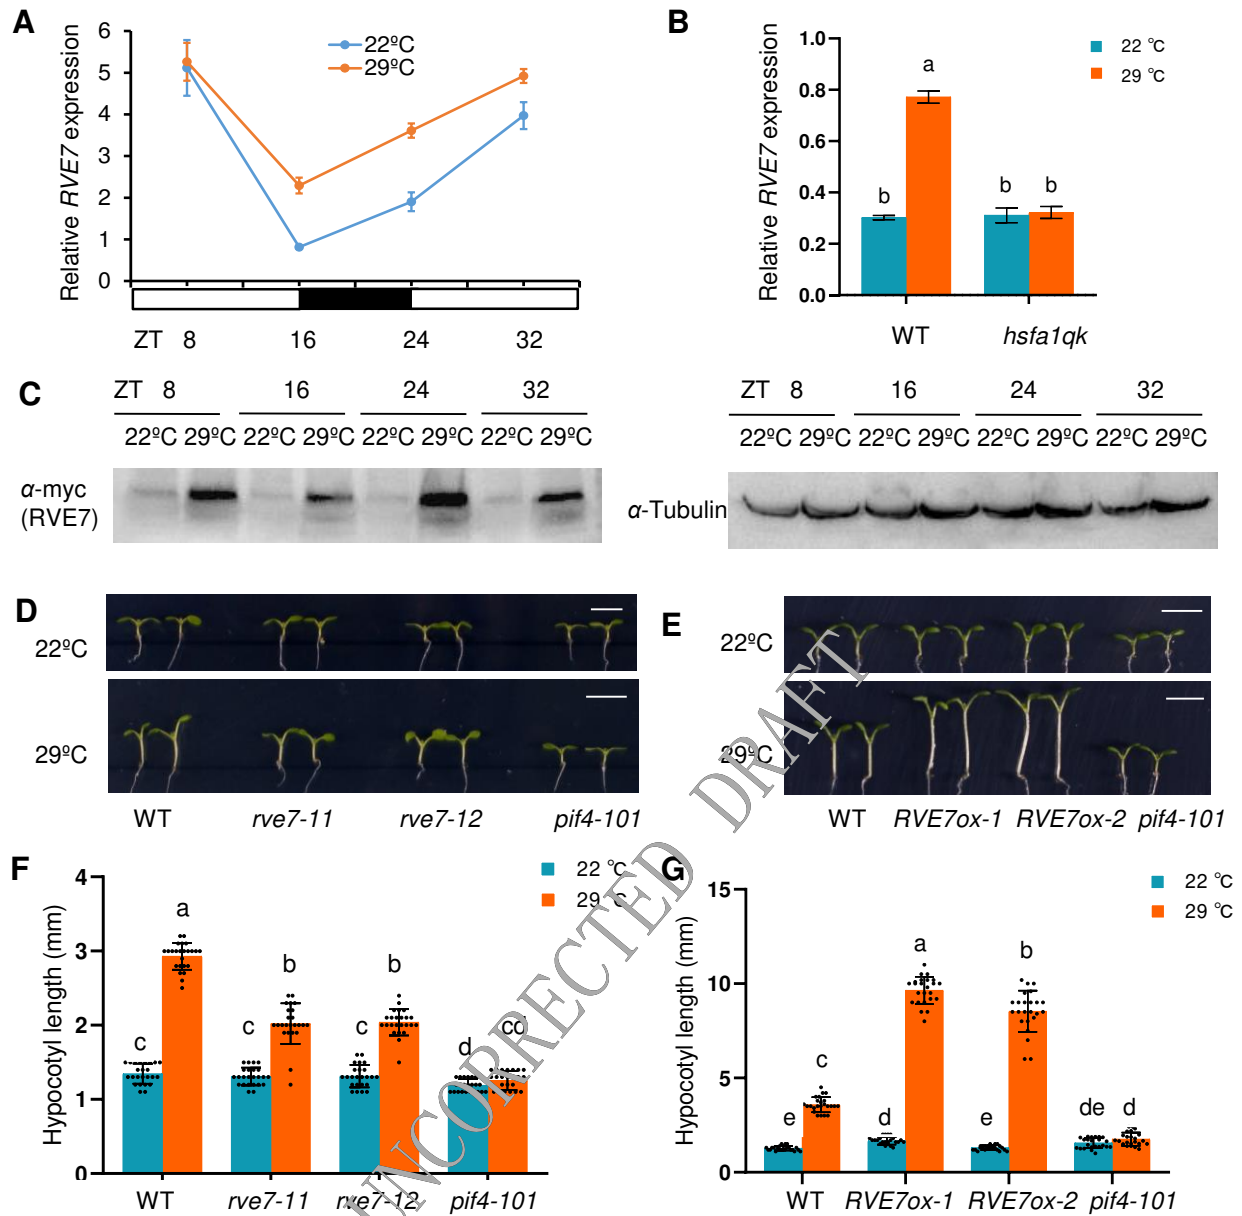 A
6
5
4
3
2
1
0
Relative RVE7 expression
22ºC
29ºC
ZT 8 16 24 32
B
1.0
0.8
0.6
0.4
0.2
0.0
Relative RVE7 expression
22 °C
29 °C
b a b b
WT hsfa1qk
C
ZT 8 16 24 32
22ºC 29ºC 22ºC 29ºC 22ºC 29ºC 22ºC 29ºC
α-myc
(RVE7)
ZT 8 16 24 32
22ºC 29ºC 22ºC 29ºC 22ºC 29ºC 22ºC 29ºC
α-Tubulin
D
22ºC
29ºC
WT rve7-11 rve7-12 pif4-101
E
22ºC
29ºC
WT RVE7ox-1 RVE7ox-2 pif4-101
F
4
3
2
1
0
Hypocotyl length (mm)
22 °C
29 °C
c a c b c b d cd
WT rve7-11 rve7-12 pif4-101
G
15
10
5
0
Hypocotyl length (mm)
22 °C
29 °C
e c d a e b de d
WT RVE7ox-1 RVE7ox-2 pif4-101
UNCORRECTED DRAFT